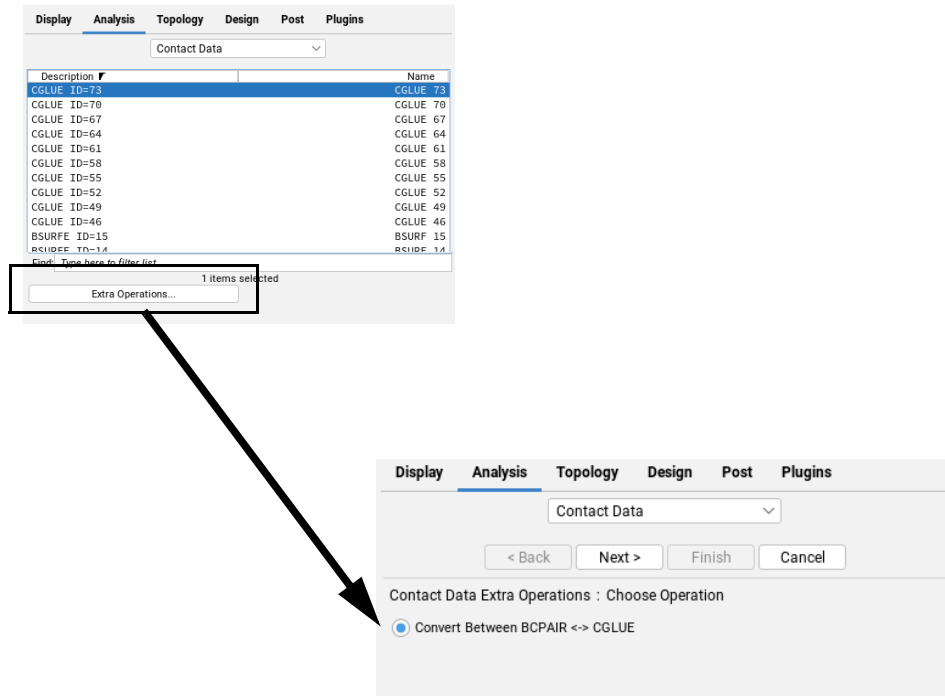 Display Analysis Topology Design Post Plugins
Contact Data
Description Name
CGLUE ID=73 CGLUE 73
CGLUE ID=70 CGLUE 70
CGLUE ID=67 CGLUE 67
CGLUE ID=64 CGLUE 64
CGLUE ID=61 CGLUE 61
CGLUE ID=58 CGLUE 58
CGLUE ID=55 CGLUE 55
CGLUE ID=52 CGLUE 52
CGLUE ID=49 CGLUE 49
CGLUE ID=46 CGLUE 46
BSURFE ID=15 BSURF 15
BSURFE ID=14 BSURF 14
Find: Type here to filter list
1 items selected
Extra Operations...
Display Analysis Topology Design Post Plugins
Contact Data
< Back Next > Finish Cancel
Contact Data Extra Operations : Choose Operation
Convert Between BCPAIR <-> CGLUE